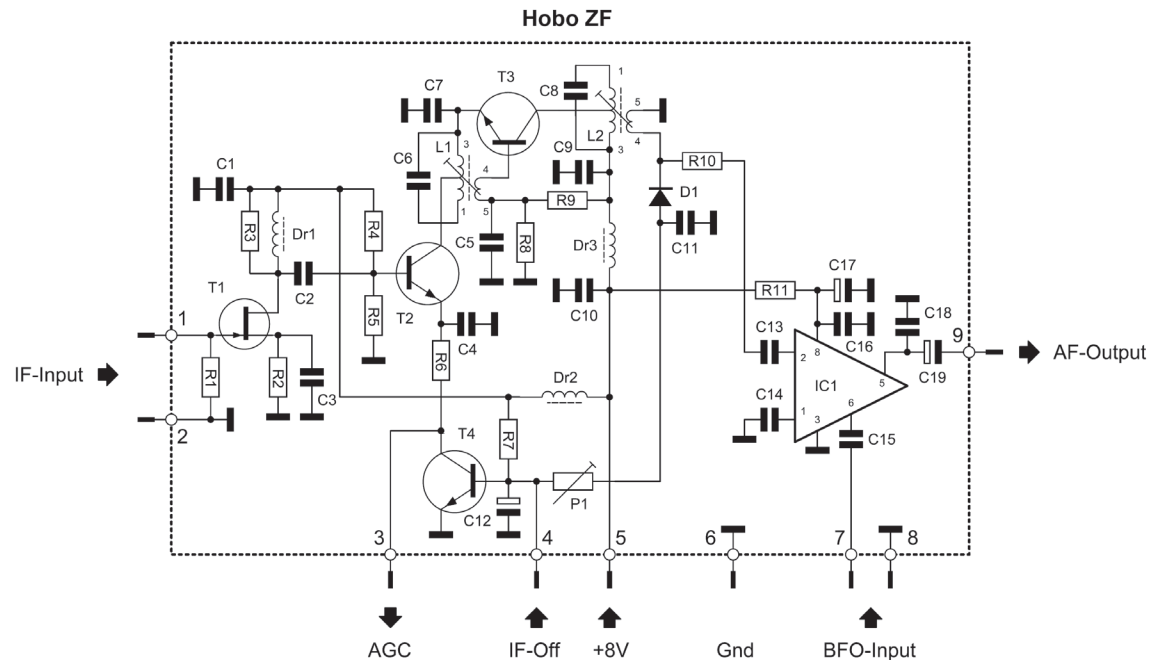 Hobo ZF
T3
1
C7
C8
5
L1
3
L2
4
C6
4
C9
3
R10
C1
D1
1
5
R9
R3
Dr1
R4
C5
R8
Dr3
C11
C2
T1
T2
C10
R11
C17
1
R5
C4
C13
8
C16
C18
9
IF-Input
R1
R2
C3
R6
2
IC1
5
AF-Output
Dr2
C14
1
6
C19
2
3
C15
T4
R7
C12
P1
3
4
5
6
7
8
AGC
IF-Off
+8V
Gnd
BFO-Input